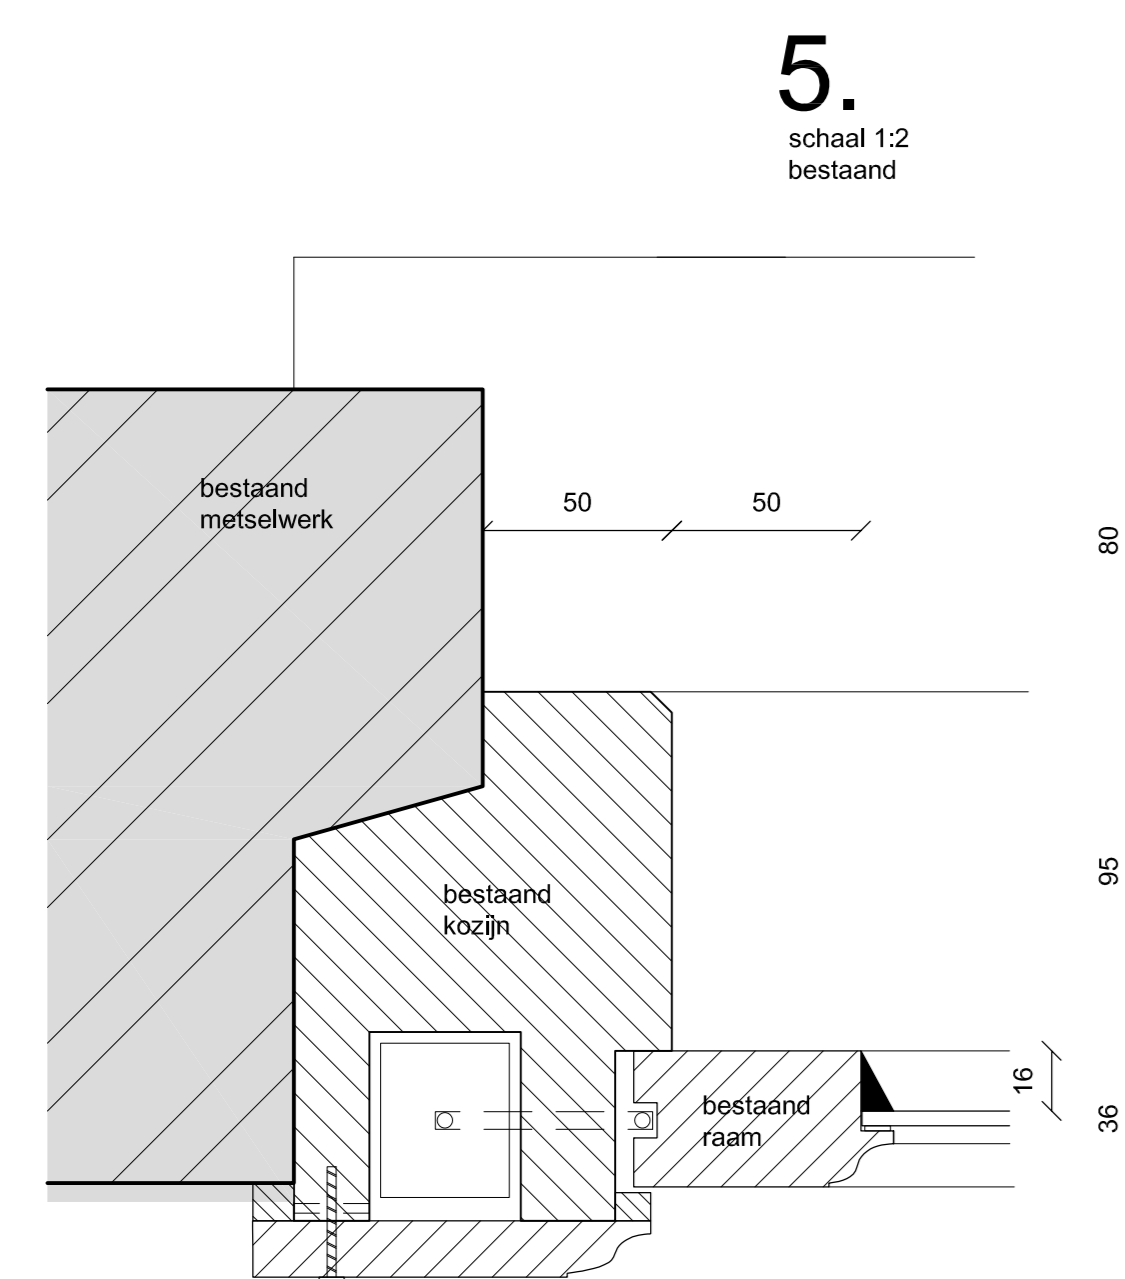 5.
schaal 1:2
bestaand
bestaand
metselwerk
50
50
80
bestaand
kozijn
95
16
bestaand
raam
36